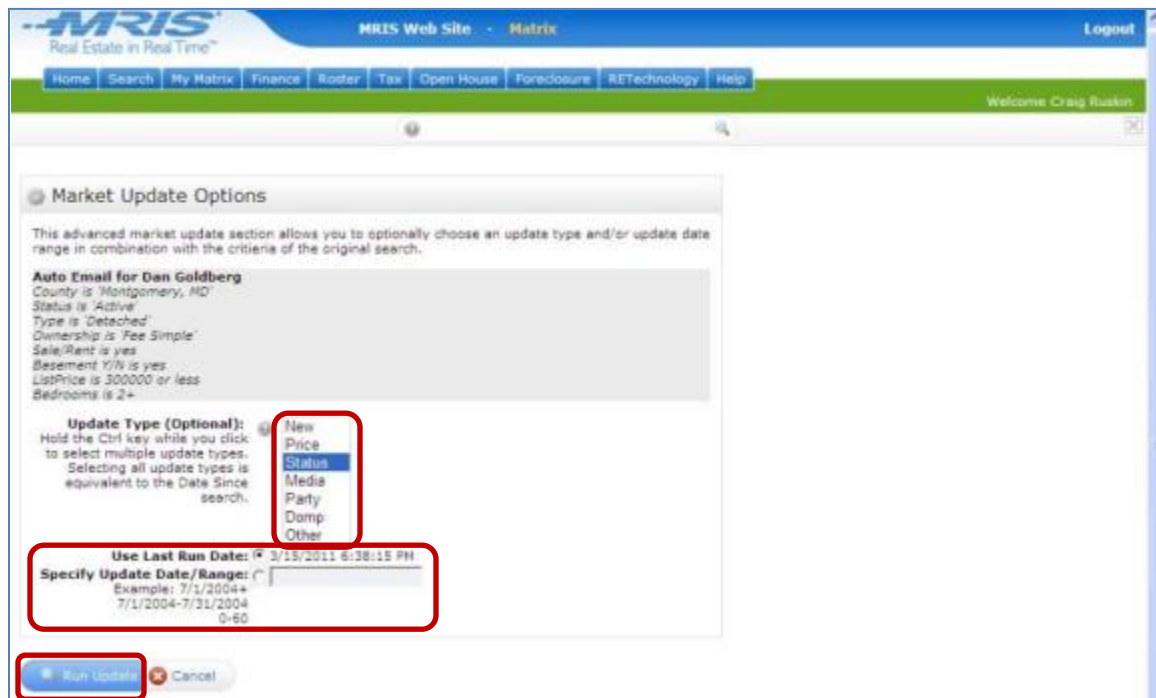 MRIS
Real Estate in Real Time™
MRIS Web Site - Matrix
Logout
Home Search My Matrix Finance Roster Tax Open House Foreclosure RETechnology Help
Welcome Craig Ruskin
Market Update Options
This advanced market update section allows you to optionally choose an update type and/or update date
range in combination with the critieria of the original search.
Auto Email for Dan Goldberg
County is 'Montgomery, MD'
Status is 'Active'
Type is 'Detached'
Ownership is 'Fee Simple'
Sale/Rent is yes
Basement Y/N is yes
ListPrice is 300000 or less
Bedrooms is 2+
Update Type (Optional):
Hold the Ctrl key while you click
to select multiple update types.
Selecting all update types is
equivalent to the Date Since
search.
New
Price
Status
Media
Party
Domp
Other
Use Last Run Date: 3/15/2011 6:38:15 PM
Specify Update Date/Range:
Example: 7/1/2004+
7/1/2004-7/31/2004
0-60
Run Update Cancel